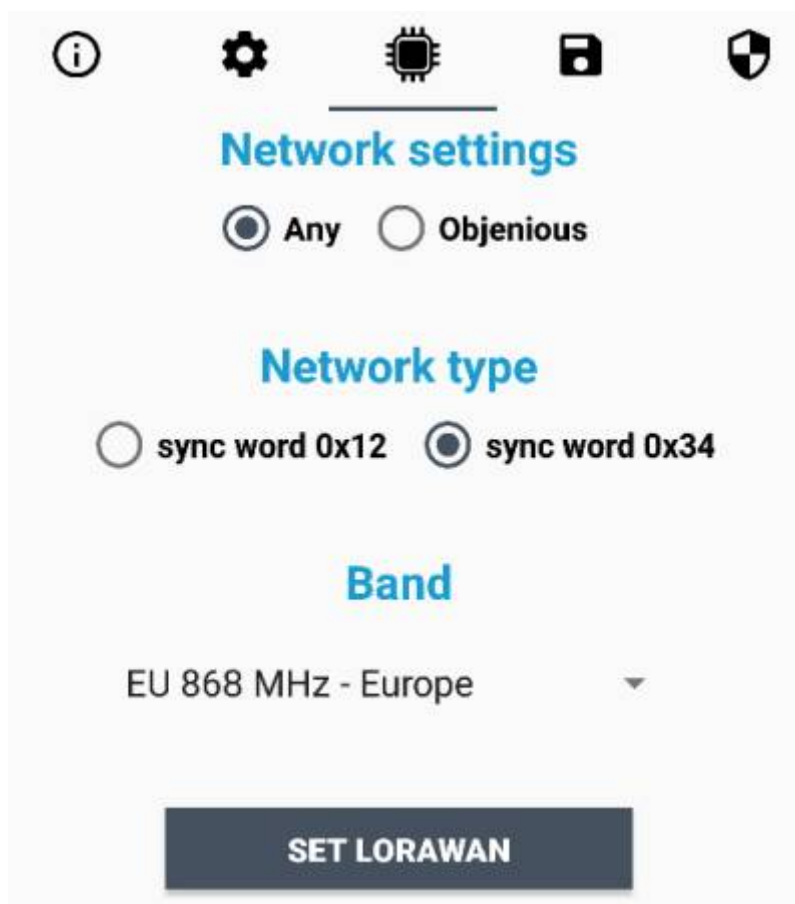 Network settings
Any Objenious
Network type
sync word 0x12 sync word 0x34
Band
EU 868 MHz - Europe
SET LORAWAN